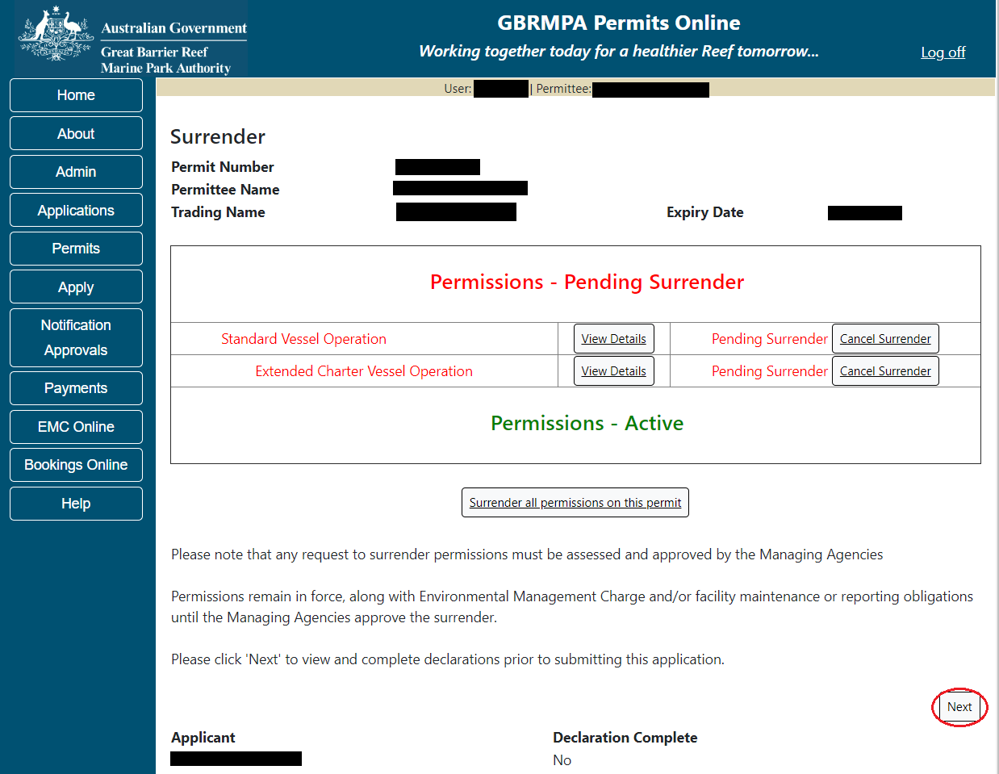 Australian Government
Great Barrier Reef
Marine Park Authority
GBRMPA Permits Online
Working together today for a healthier Reef tomorrow...
Log off
Home
About
Admin
Applications
Permits
Apply
Notification
Approvals
Payments
EMC Online
Bookings Online
Help
User: | Permittee:
Surrender
Permit Number
Permittee Name
Trading Name Expiry Date
Permissions - Pending Surrender
Standard Vessel Operation View Details Pending Surrender Cancel Surrender
Extended Charter Vessel Operation View Details Pending Surrender Cancel Surrender
Permissions - Active
Surrender all permissions on this permit
Please note that any request to surrender permissions must be assessed and approved by the Managing Agencies
Permissions remain in force, along with Environmental Management Charge and/or facility maintenance or reporting obligations
until the Managing Agencies approve the surrender.
Please click 'Next' to view and complete declarations prior to submitting this application.
Next
Applicant Declaration Complete
No